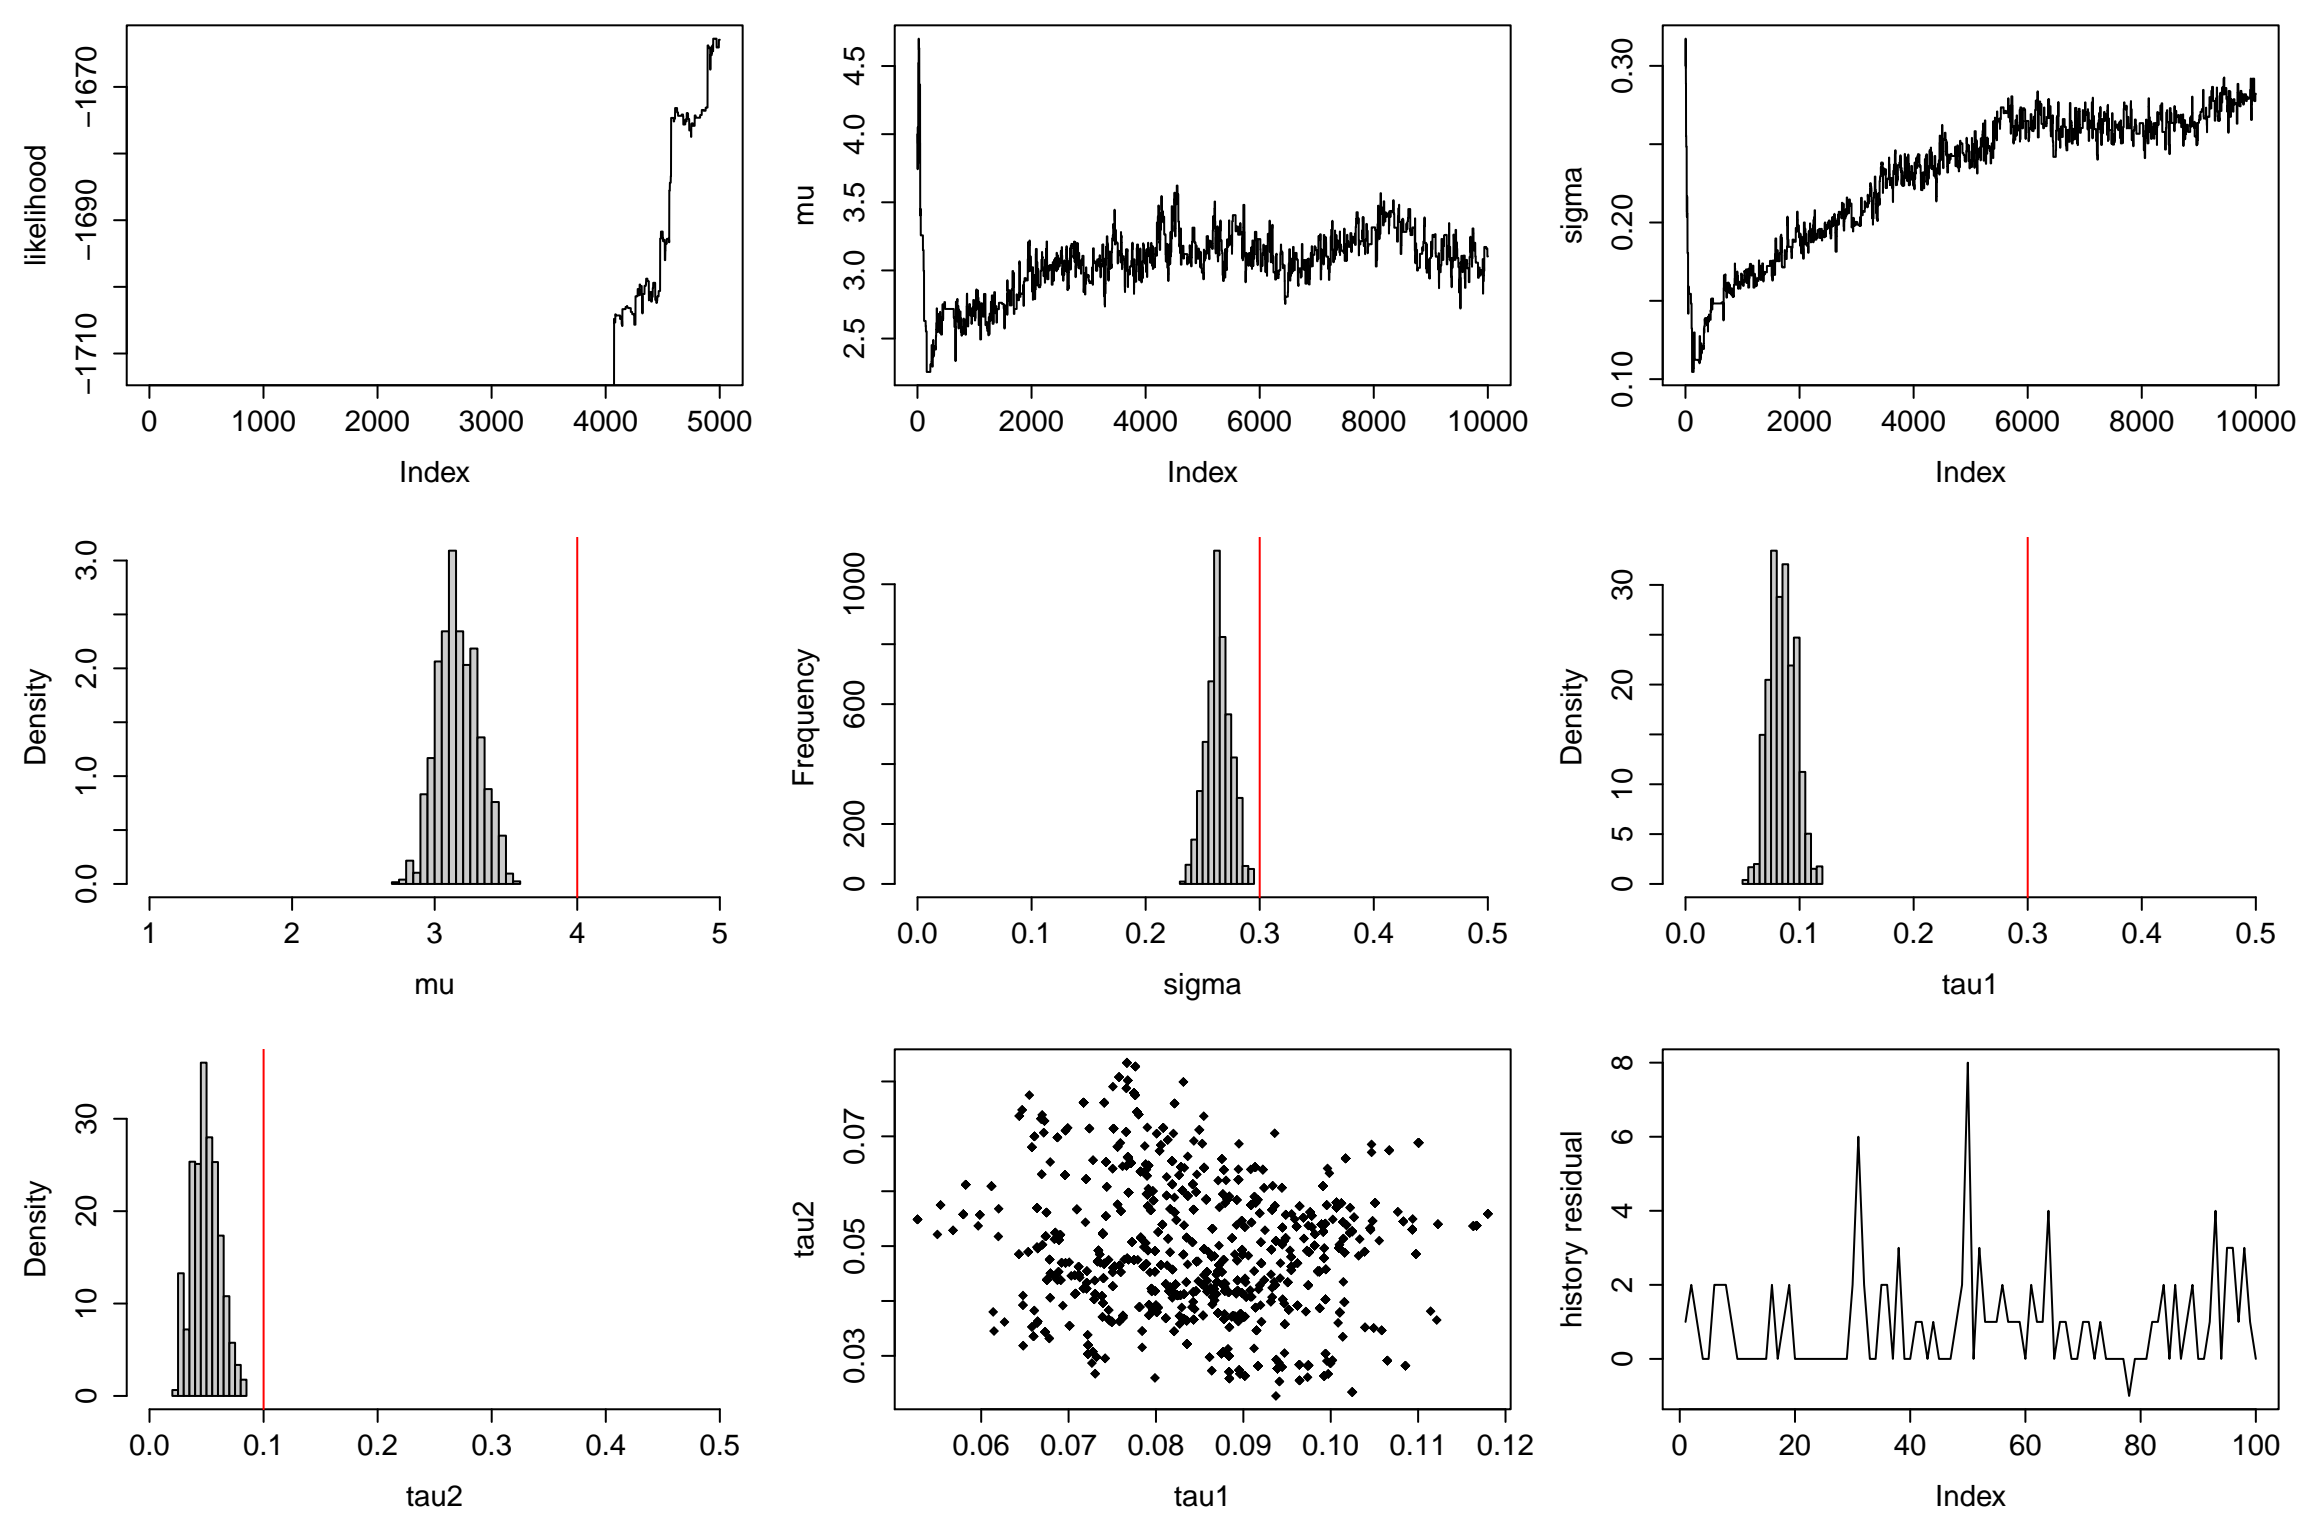 likelihood
−1710 −1690 −1670
0 1000 2000 3000 4000 5000
Index
mu
2.5 3.0 3.5 4.0 4.5
0 2000 4000 6000 8000 10000
Index
sigma
0.10 0.20 0.30
0 2000 4000 6000 8000 10000
Index
Density
0.0 1.0 2.0 3.0
1 2 3 4 5
mu
Frequency
0 200 600 1000
0.0 0.1 0.2 0.3 0.4 0.5
sigma
Density
0 5 10 20 30
0.0 0.1 0.2 0.3 0.4 0.5
tau1
Density
0 10 20 30
0.0 0.1 0.2 0.3 0.4 0.5
tau2
tau2
0.03 0.05 0.07
0.06 0.07 0.08 0.09 0.10 0.11 0.12
tau1
history residual
0 2 4 6 8
0 20 40 60 80 100
Index